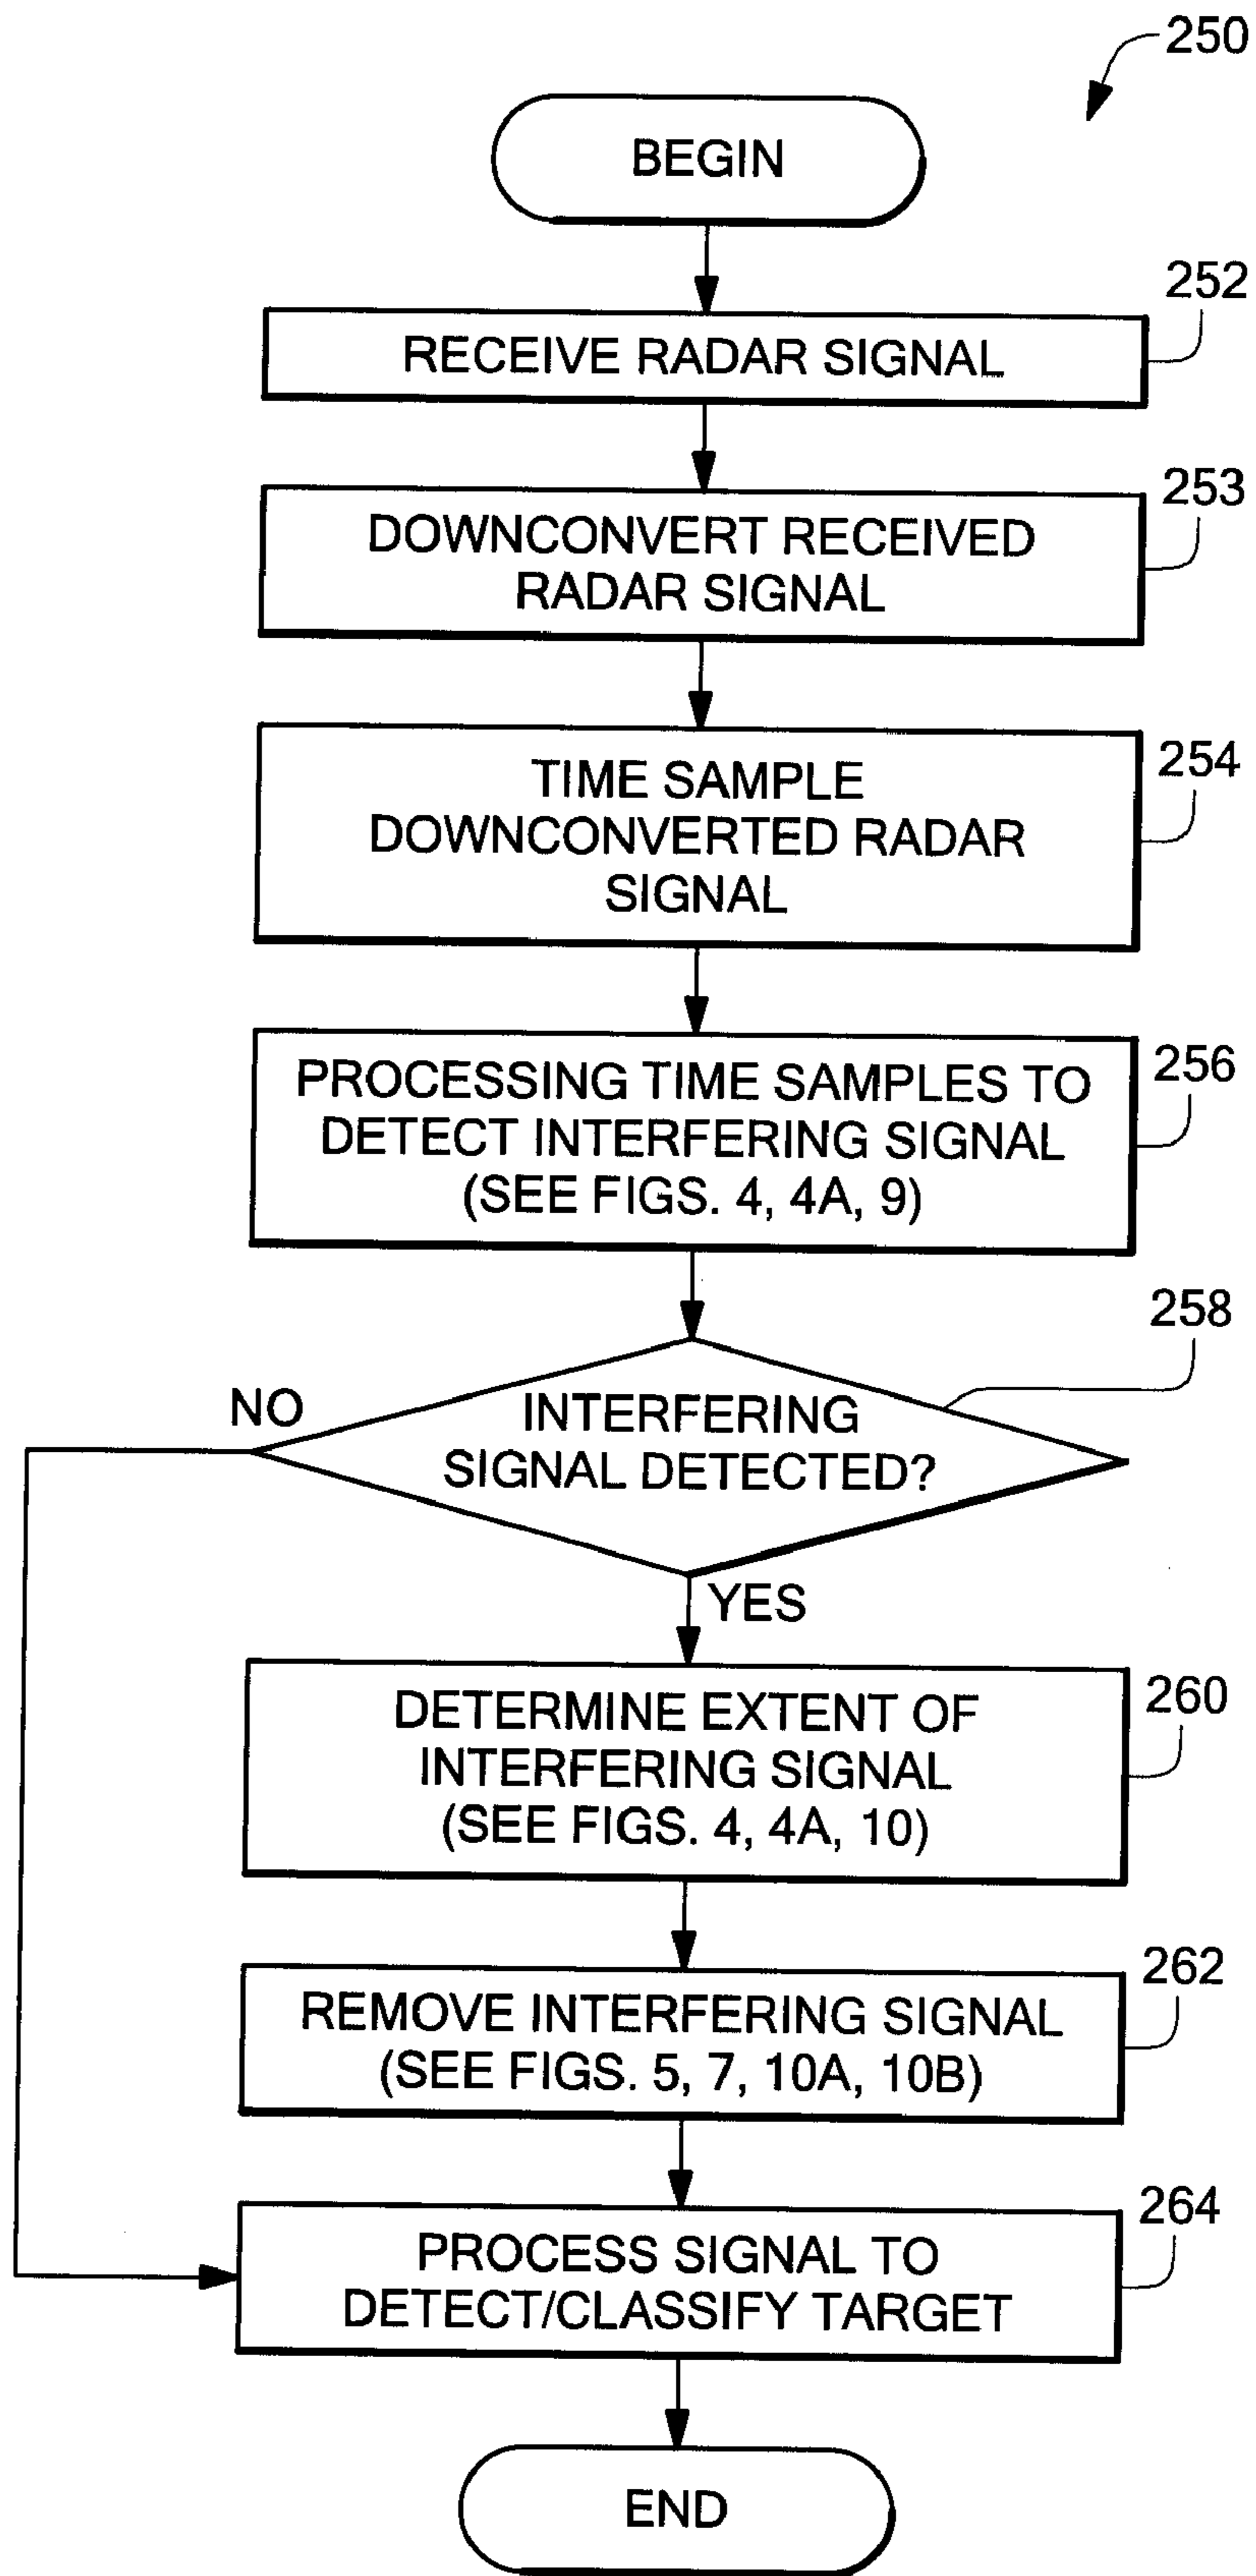 250
BEGIN
252
RECEIVE RADAR SIGNAL
253
DOWNCONVERT RECEIVED
RADAR SIGNAL
254
TIME SAMPLE
DOWNCONVERTED RADAR
SIGNAL
256
PROCESSING TIME SAMPLES TO
DETECT INTERFERING SIGNAL
(SEE FIGS. 4, 4A, 9)
258
NO
INTERFERING
SIGNAL DETECTED?
YES
260
DETERMINE EXTENT OF
INTERFERING SIGNAL
(SEE FIGS. 4, 4A, 10)
262
REMOVE INTERFERING SIGNAL
(SEE FIGS. 5, 7, 10A, 10B)
264
PROCESS SIGNAL TO
DETECT/CLASSIFY TARGET
END